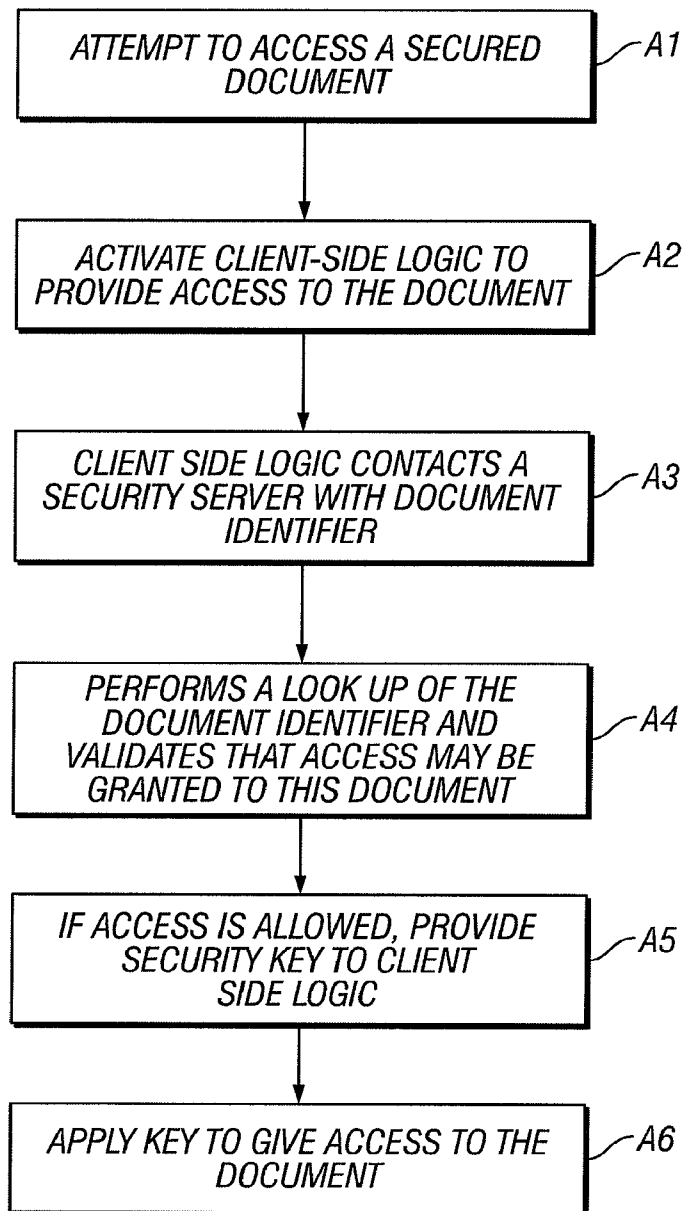 ATTEMPT TO ACCESS A SECURED
DOCUMENT
A1
ACTIVATE CLIENT-SIDE LOGIC TO
PROVIDE ACCESS TO THE DOCUMENT
A2
CLIENT SIDE LOGIC CONTACTS A
SECURITY SERVER WITH DOCUMENT
IDENTIFIER
A3
PERFORMS A LOOK UP OF THE
DOCUMENT IDENTIFIER AND
VALIDATES THAT ACCESS MAY BE
GRANTED TO THIS DOCUMENT
A4
IF ACCESS IS ALLOWED, PROVIDE
SECURITY KEY TO CLIENT
SIDE LOGIC
A5
APPLY KEY TO GIVE ACCESS TO THE
DOCUMENT
A6